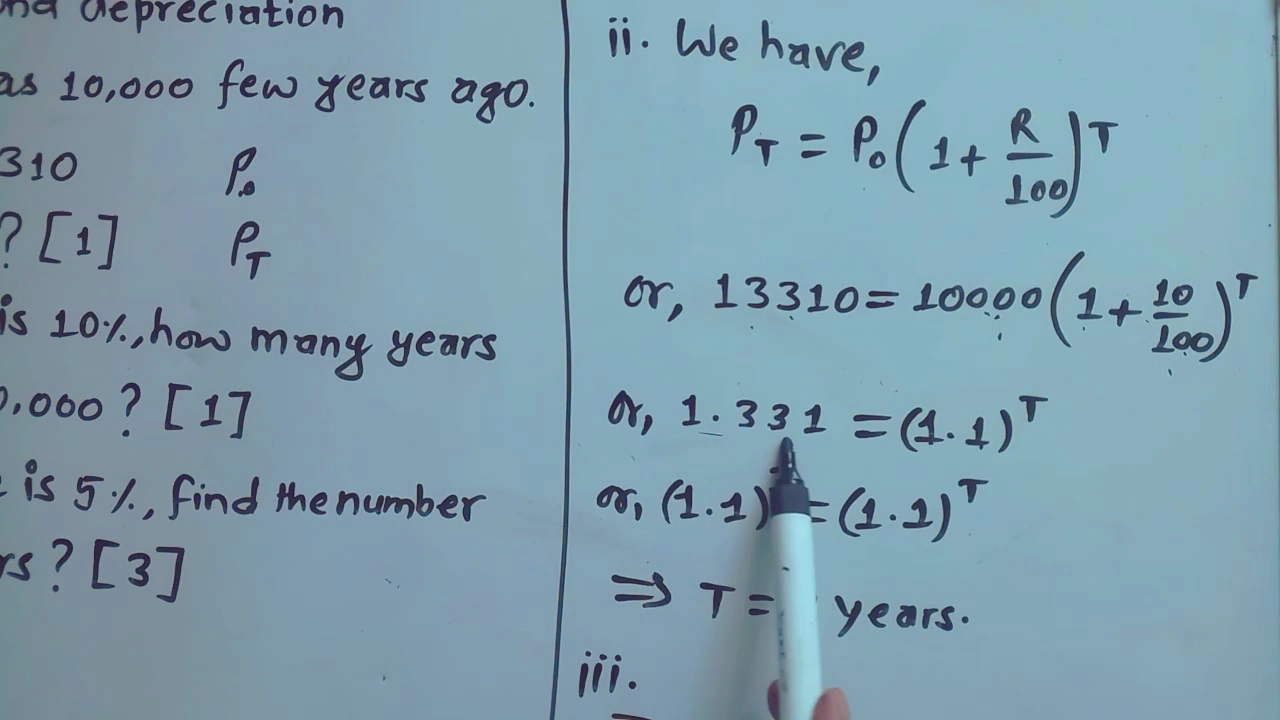 depreciation
as 10,000 few years ago.
310 P₀
? [1] P_T
is 10%, how many years
,000 ? [1]
is 5%, find the number
rs ? [3]
ii. We have,
P_T = P₀(1 + R/100)^T
or, 13310 = 10000(1 + 10/100)^T
or, 1.331 = (1.1)^T
or, (1.1) = (1.1)^T
⇒ T = years.
iii.